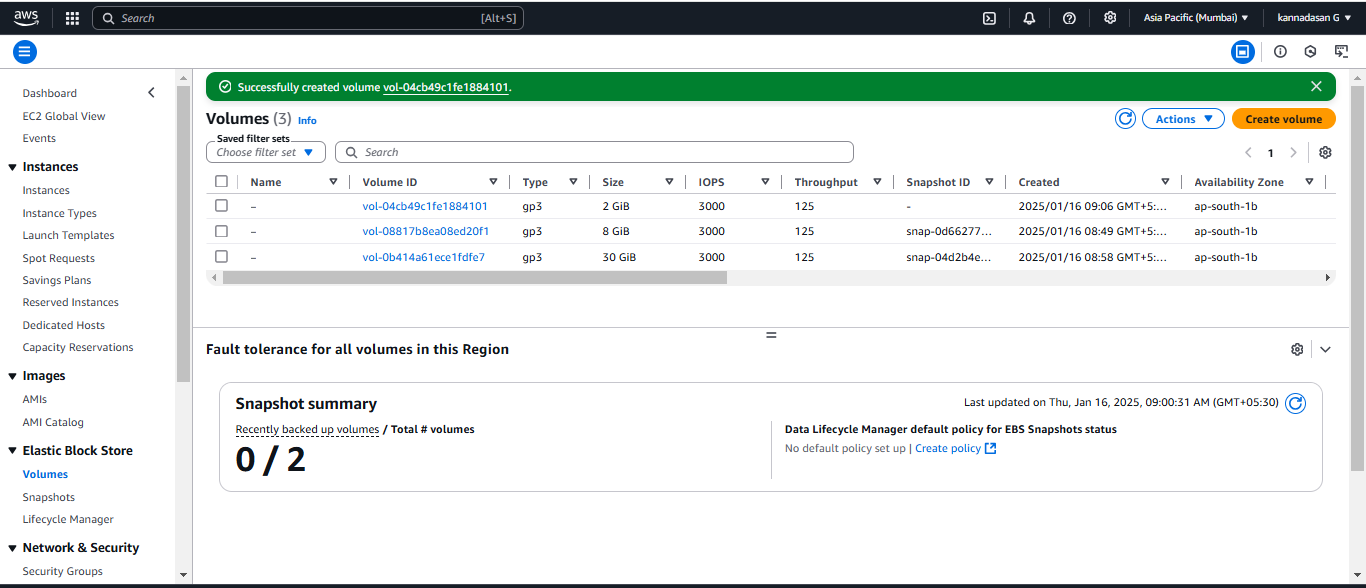 aws Search [Alt+S] Asia Pacific (Mumbai) kannadasan G
Dashboard
EC2 Global View
Events
Instances
Instances
Instance Types
Launch Templates
Spot Requests
Savings Plans
Reserved Instances
Dedicated Hosts
Capacity Reservations
Images
AMIs
AMI Catalog
Elastic Block Store
Volumes
Snapshots
Lifecycle Manager
Network & Security
Security Groups
Successfully created volume vol-04cb49c1fe1884101.
Volumes (3) Info Actions Create volume
Saved filter sets
Choose filter set Search 1
Name Volume ID Type Size IOPS Throughput Snapshot ID Created Availability Zone
– vol-04cb49c1fe1884101 gp3 2 GiB 3000 125 - 2025/01/16 09:06 GMT+5:... ap-south-1b
– vol-08817b8ea08ed20f1 gp3 8 GiB 3000 125 snap-0d66277... 2025/01/16 08:49 GMT+5:... ap-south-1b
– vol-0b414a61ece1fdfe7 gp3 30 GiB 3000 125 snap-04d2b4e... 2025/01/16 08:58 GMT+5:... ap-south-1b
Fault tolerance for all volumes in this Region
Snapshot summary
Last updated on Thu, Jan 16, 2025, 09:00:31 AM (GMT+05:30)
Recently backed up volumes / Total # volumes
0 / 2
Data Lifecycle Manager default policy for EBS Snapshots status
No default policy set up | Create policy